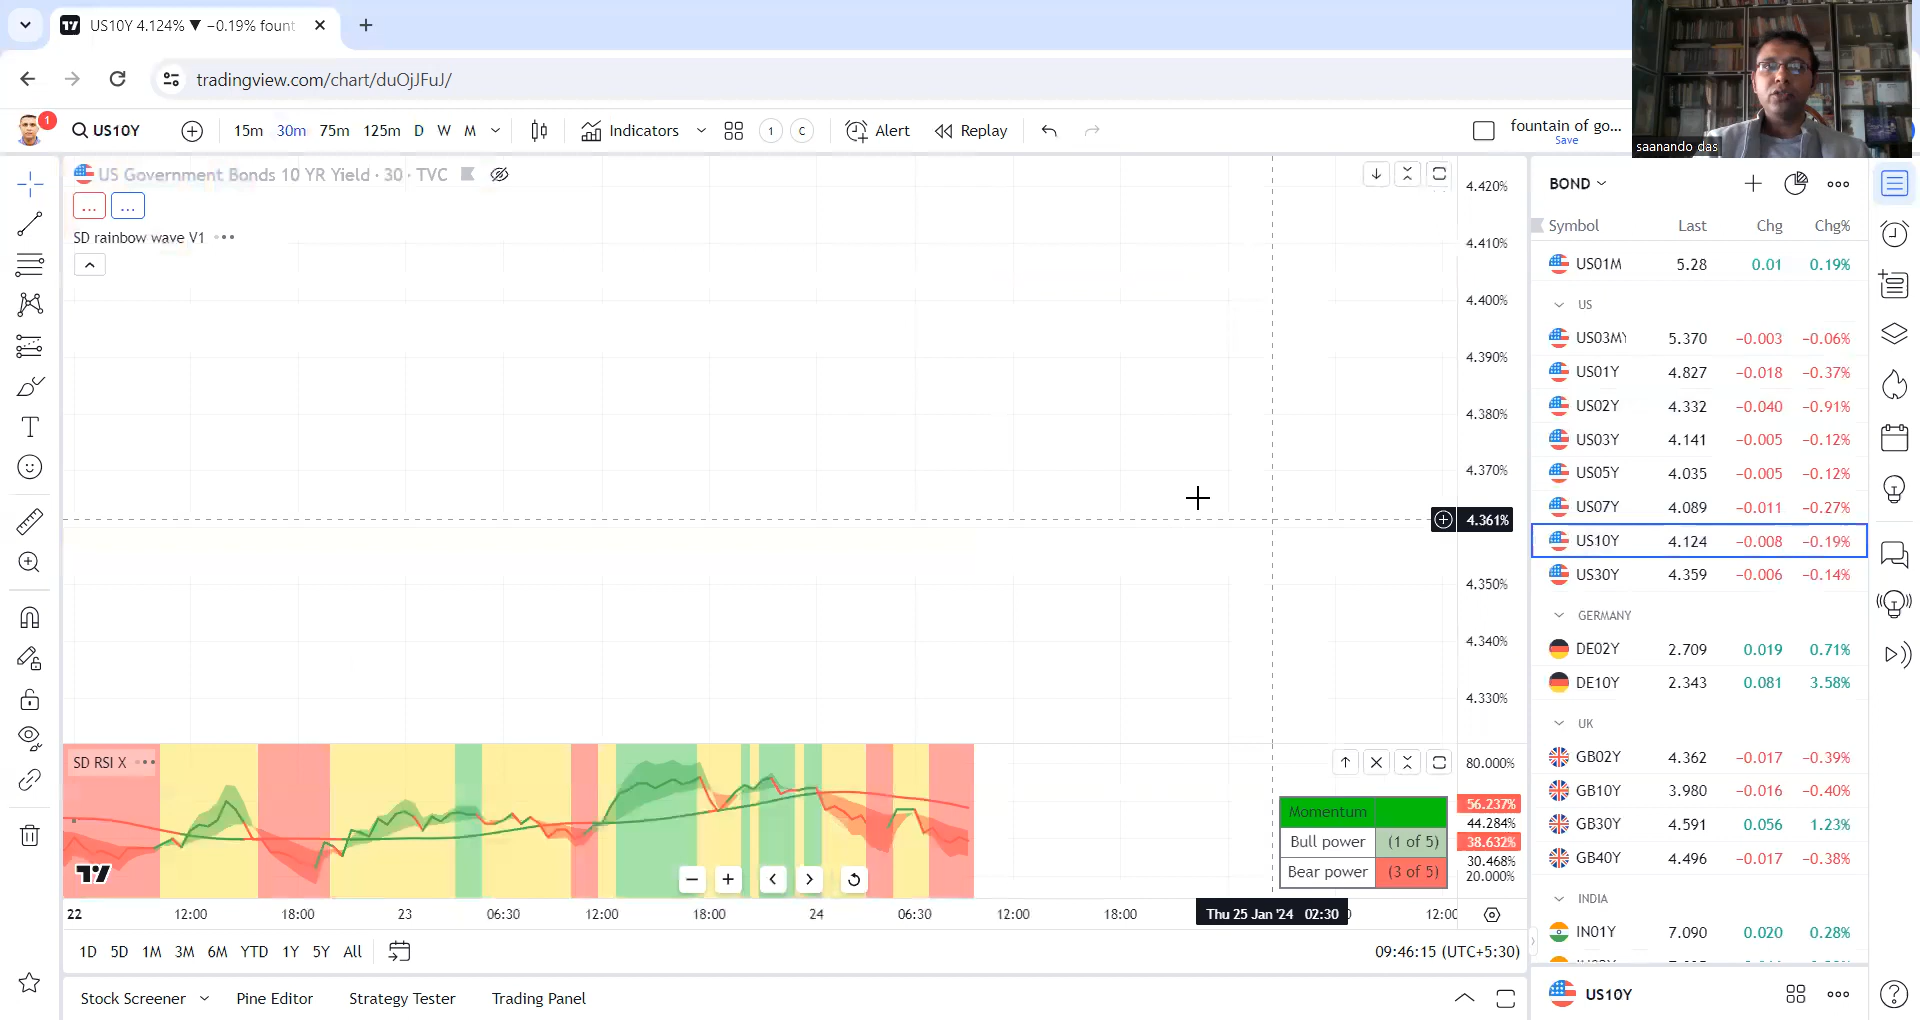 US10Y 4.124% ▼ −0.19% fount
tradingview.com/chart/duOjJFuJ/
1
US10Y
15m 30m 75m 125m D W M
Indicators
1 C
Alert
Replay
fountain of go...
Save
saanando das
US Government Bonds 10 YR Yield · 30 · TVC
... ...
SD rainbow wave V1
4.420%
4.410%
4.400%
4.390%
4.380%
4.370%
4.361%
4.350%
4.340%
4.330%
SD RSI X
80.000%
56.237%
44.284%
38.632%
30.468%
20.000%
Momentum
Bull power (1 of 5)
Bear power (3 of 5)
22 12:00 18:00 23 06:30 12:00 18:00 24 06:30 12:00 18:00 Thu 25 Jan '24 02:30 12:00
1D 5D 1M 3M 6M YTD 1Y 5Y All
09:46:15 (UTC+5:30)
Stock Screener Pine Editor Strategy Tester Trading Panel
BOND
Symbol Last Chg Chg%
US01M 5.28 0.01 0.19%
US
US03MY 5.370 −0.003 −0.06%
US01Y 4.827 −0.018 −0.37%
US02Y 4.332 −0.040 −0.91%
US03Y 4.141 −0.005 −0.12%
US05Y 4.035 −0.005 −0.12%
US07Y 4.089 −0.011 −0.27%
US10Y 4.124 −0.008 −0.19%
US30Y 4.359 −0.006 −0.14%
GERMANY
DE02Y 2.709 0.019 0.71%
DE10Y 2.343 0.081 3.58%
UK
GB02Y 4.362 −0.017 −0.39%
GB10Y 3.980 −0.016 −0.40%
GB30Y 4.591 0.056 1.23%
GB40Y 4.496 −0.017 −0.38%
INDIA
IN01Y 7.090 0.020 0.28%
US10Y